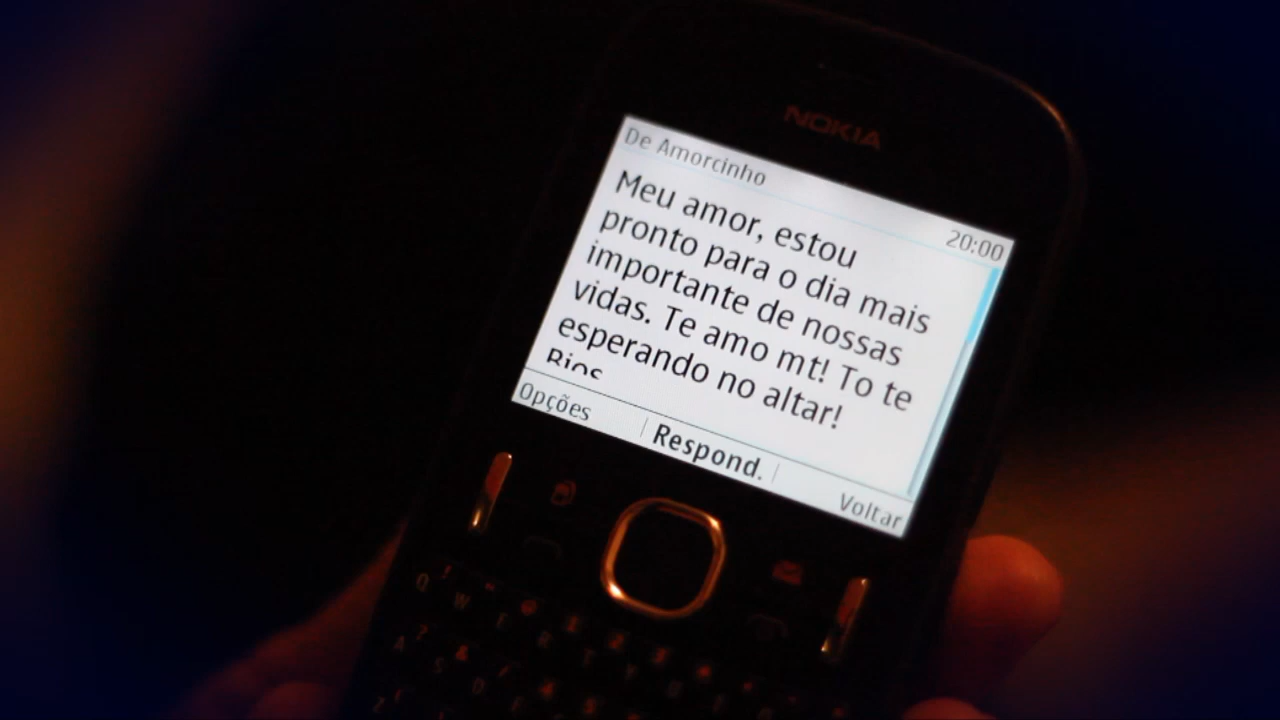 NOKIA
De Amorcinho
20:00
Meu amor, estou
pronto para o dia mais
importante de nossas
vidas. Te amo mt! To te
esperando no altar!
Opções
Respond.
Voltar
Q W E R
A S D